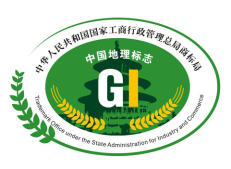 中华人民共和国国家工商行政管理总局商标局
中国地理标志
GI
Trademark Office under the State Administration for Industry and Commerce